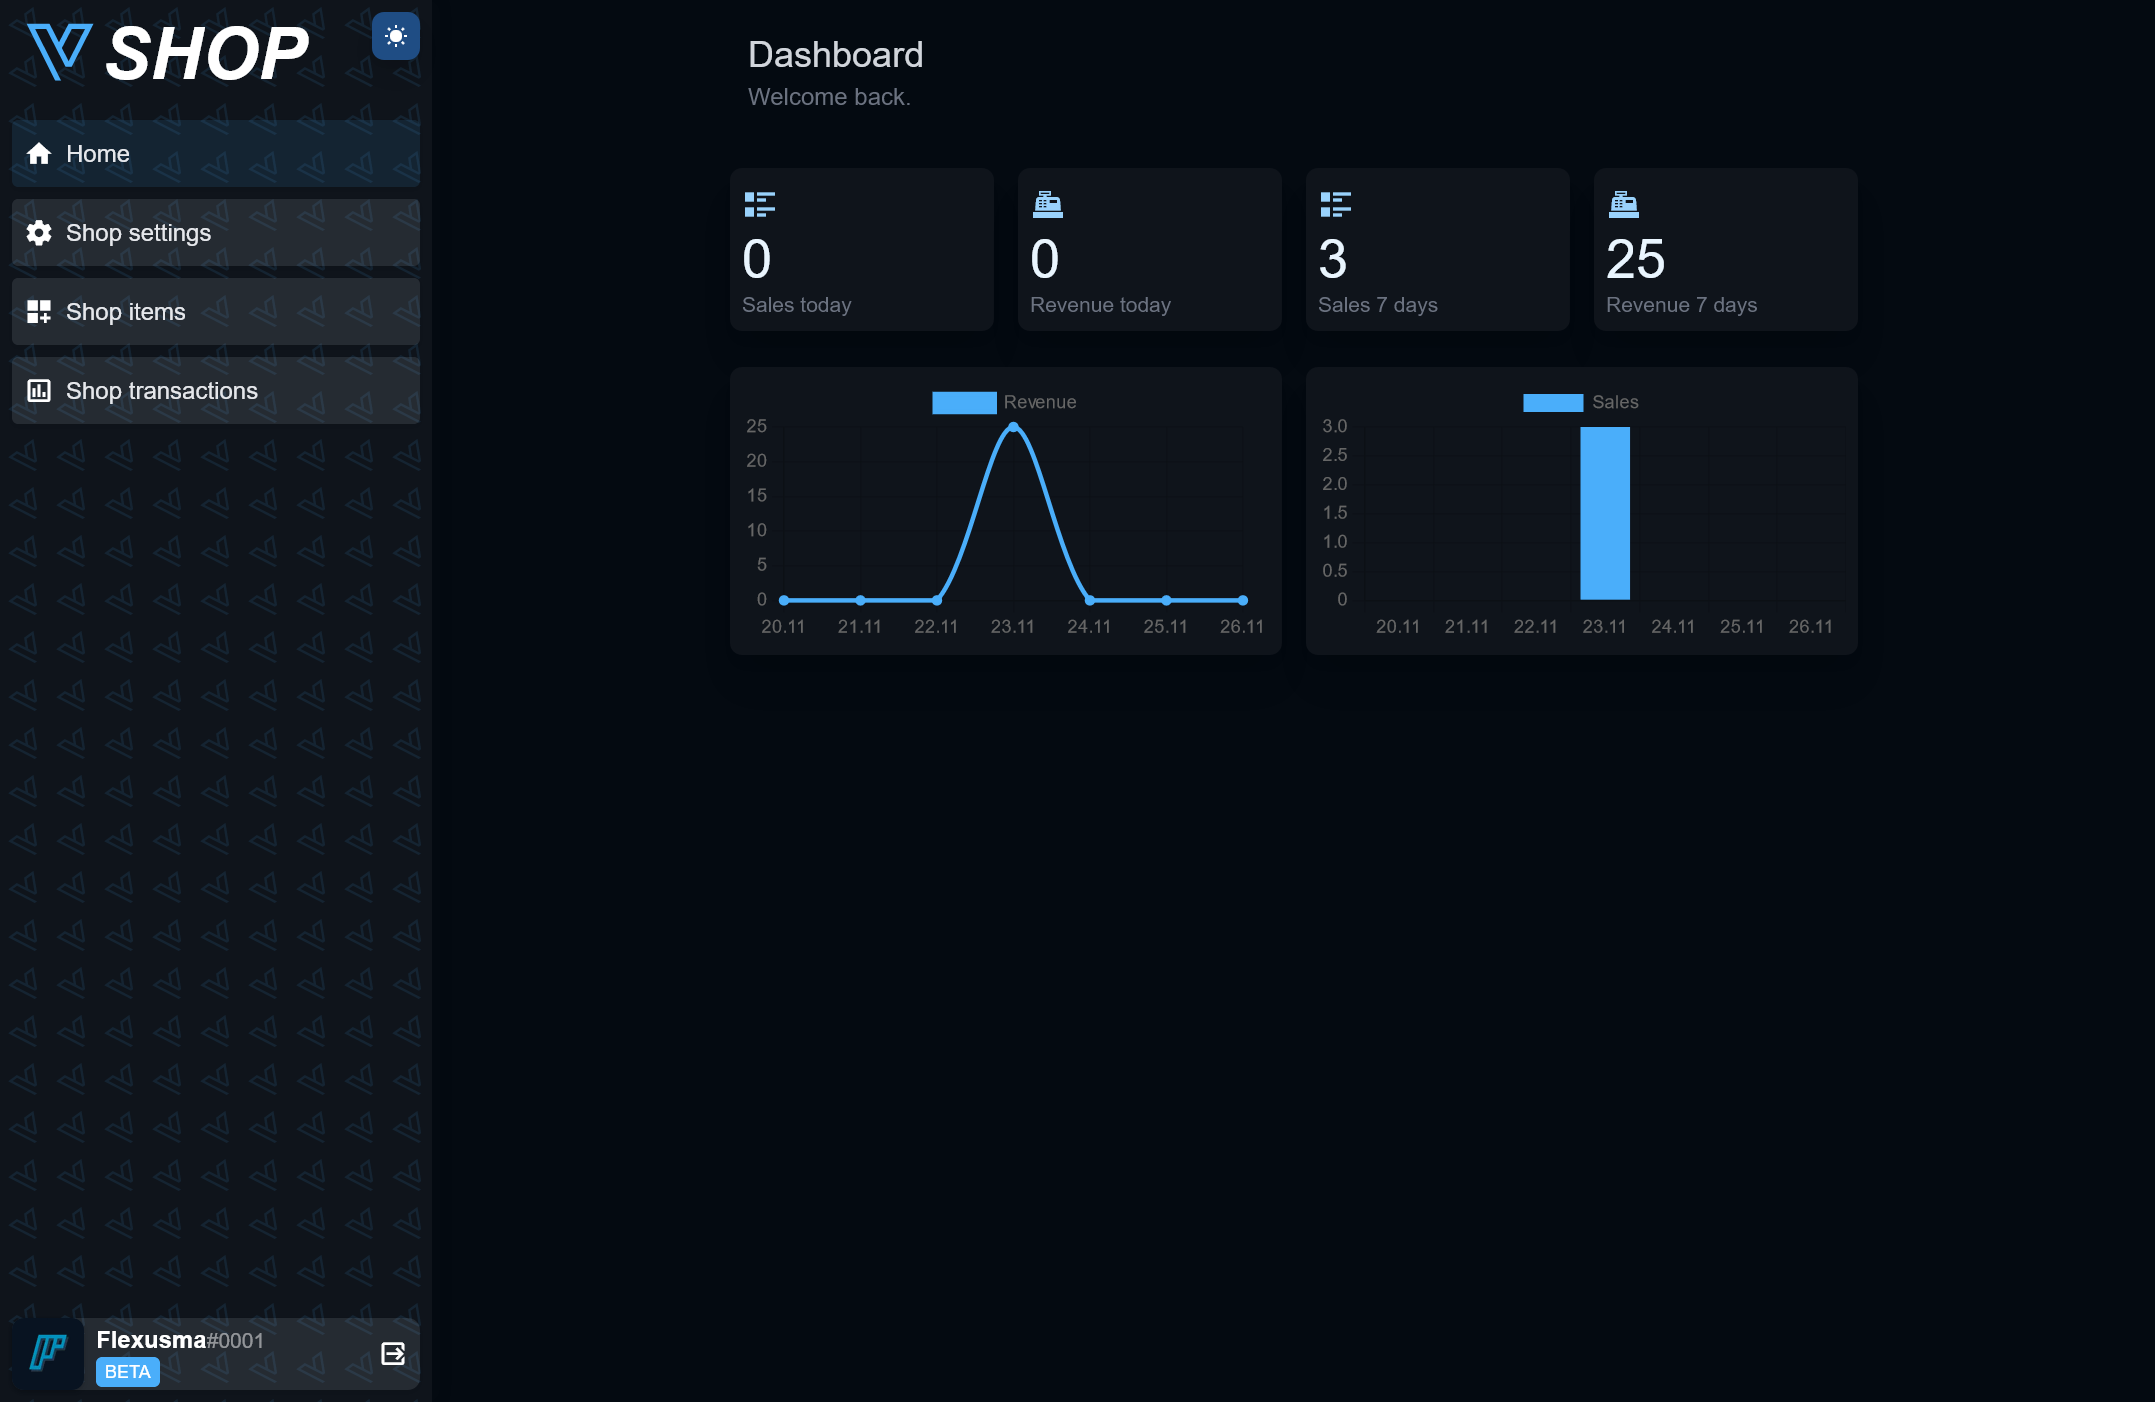 SHOP
Home
Shop settings
Shop items
Shop transactions
Flexusma#0001
BETA
Dashboard
Welcome back.
0
Sales today
0
Revenue today
3
Sales 7 days
25
Revenue 7 days
Revenue
25
20
15
10
5
0
20.11 21.11 22.11 23.11 24.11 25.11 26.11
Sales
3.0
2.5
2.0
1.5
1.0
0.5
0
20.11 21.11 22.11 23.11 24.11 25.11 26.11